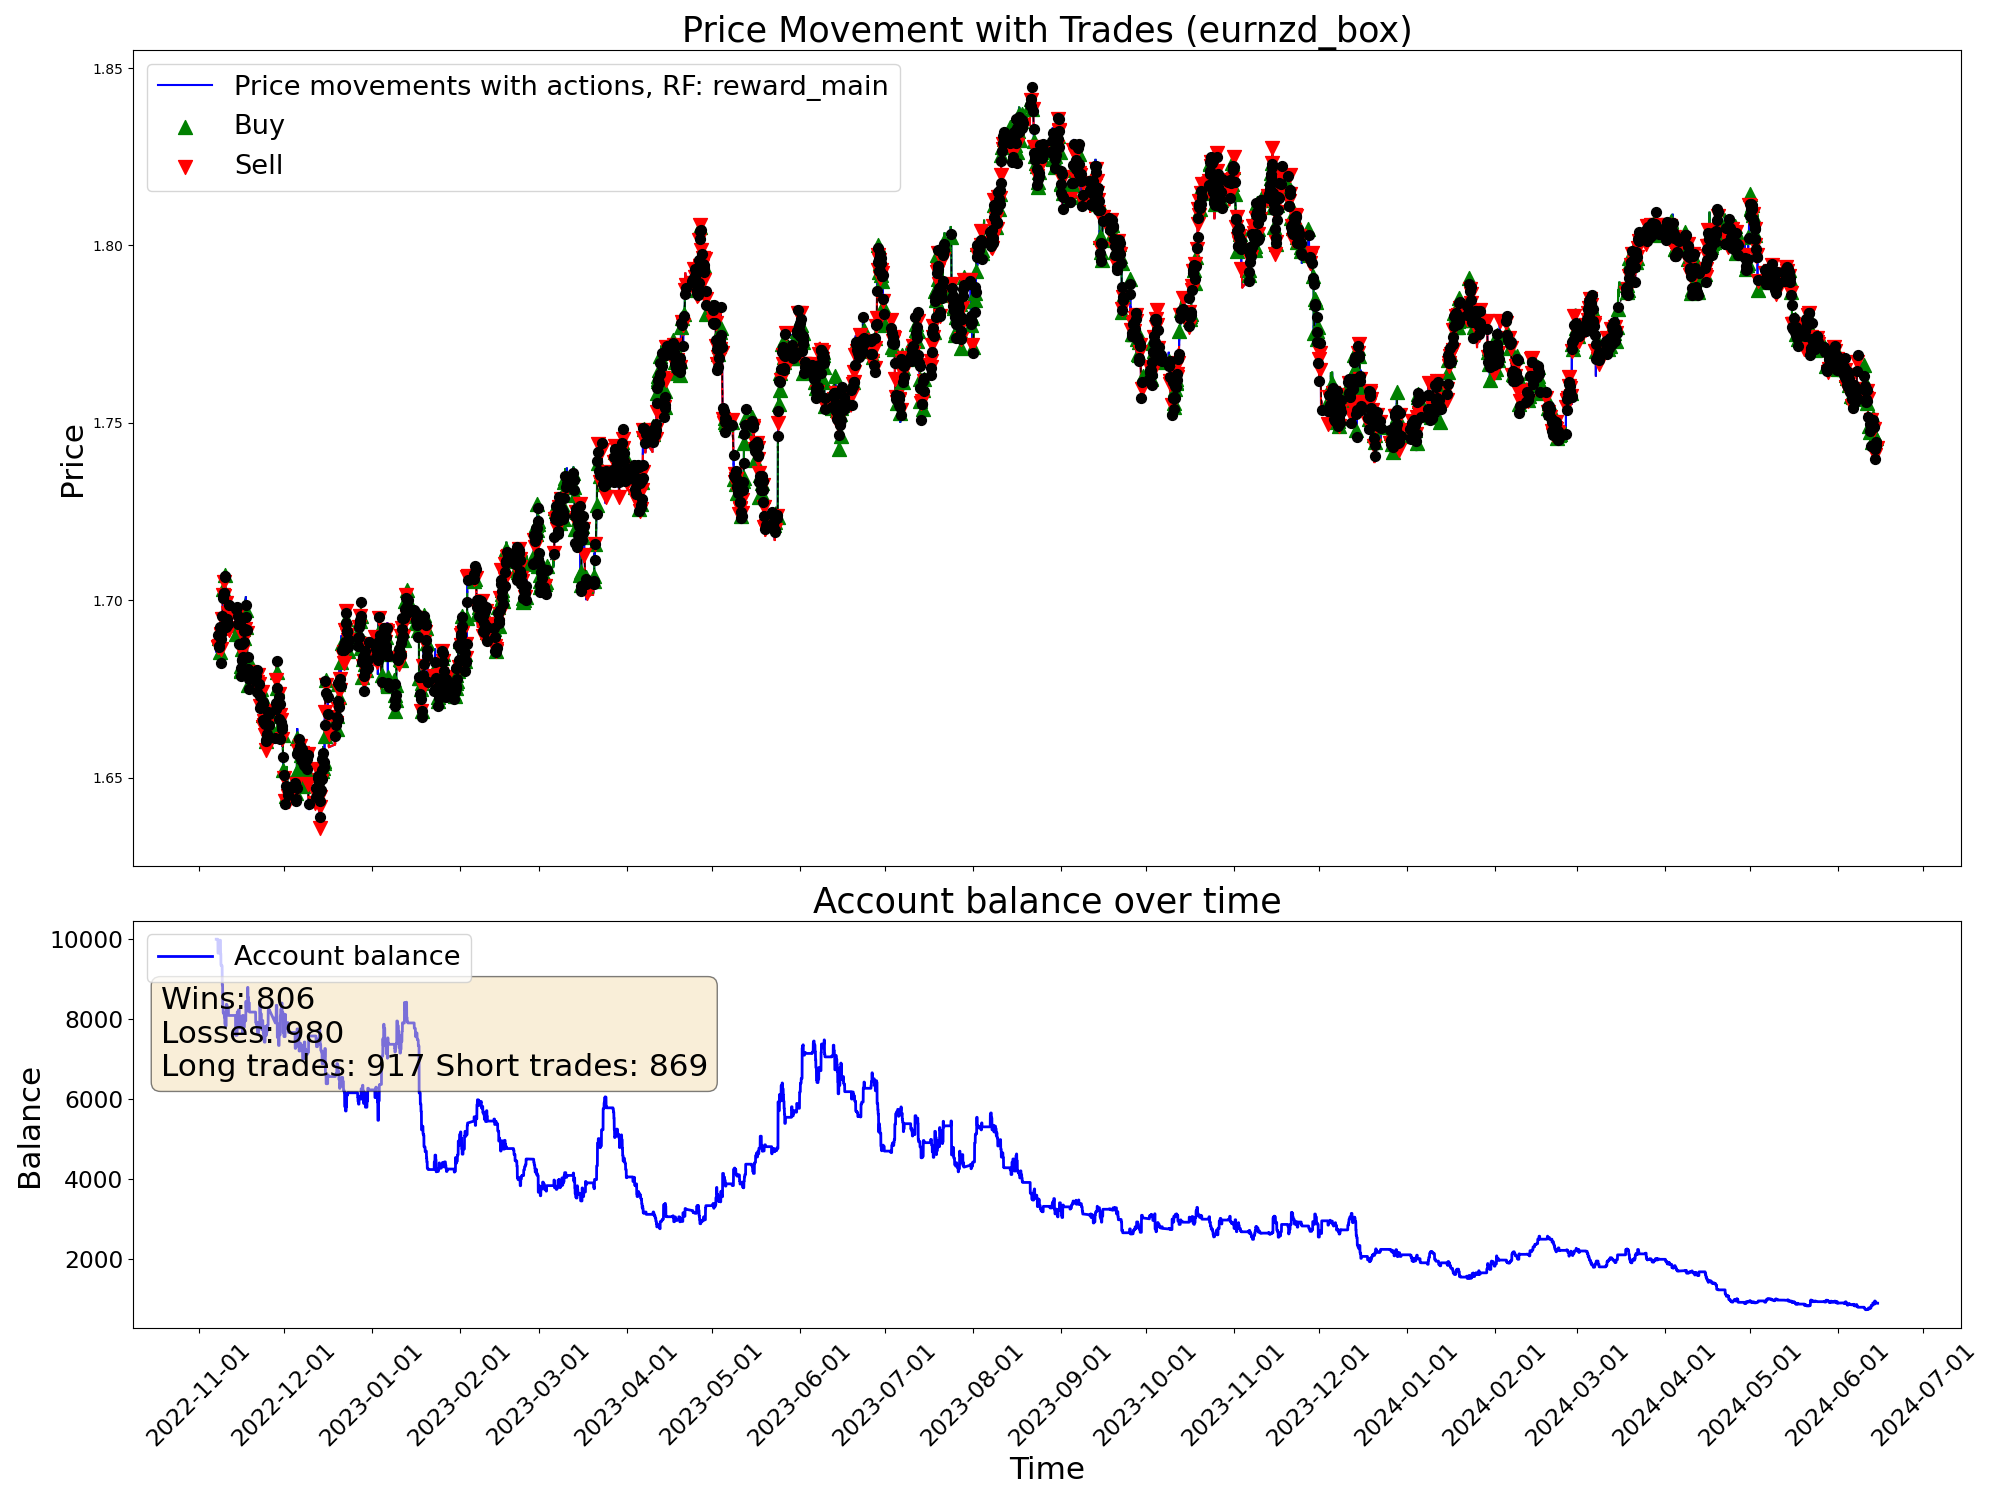 Price Movement with Trades (eurnzd_box)
Price movements with actions, RF: reward_main
Buy
Sell
1.85
1.80
1.75
1.70
1.65
Price
Account balance over time
Account balance
Wins: 806
Losses: 980
Long trades: 917 Short trades: 869
10000
8000
6000
4000
2000
Balance
2022-11-01
2022-12-01
2023-01-01
2023-02-01
2023-03-01
2023-04-01
2023-05-01
2023-06-01
2023-07-01
2023-08-01
2023-09-01
2023-10-01
2023-11-01
2023-12-01
2024-01-01
2024-02-01
2024-03-01
2024-04-01
2024-05-01
2024-06-01
2024-07-01
Time